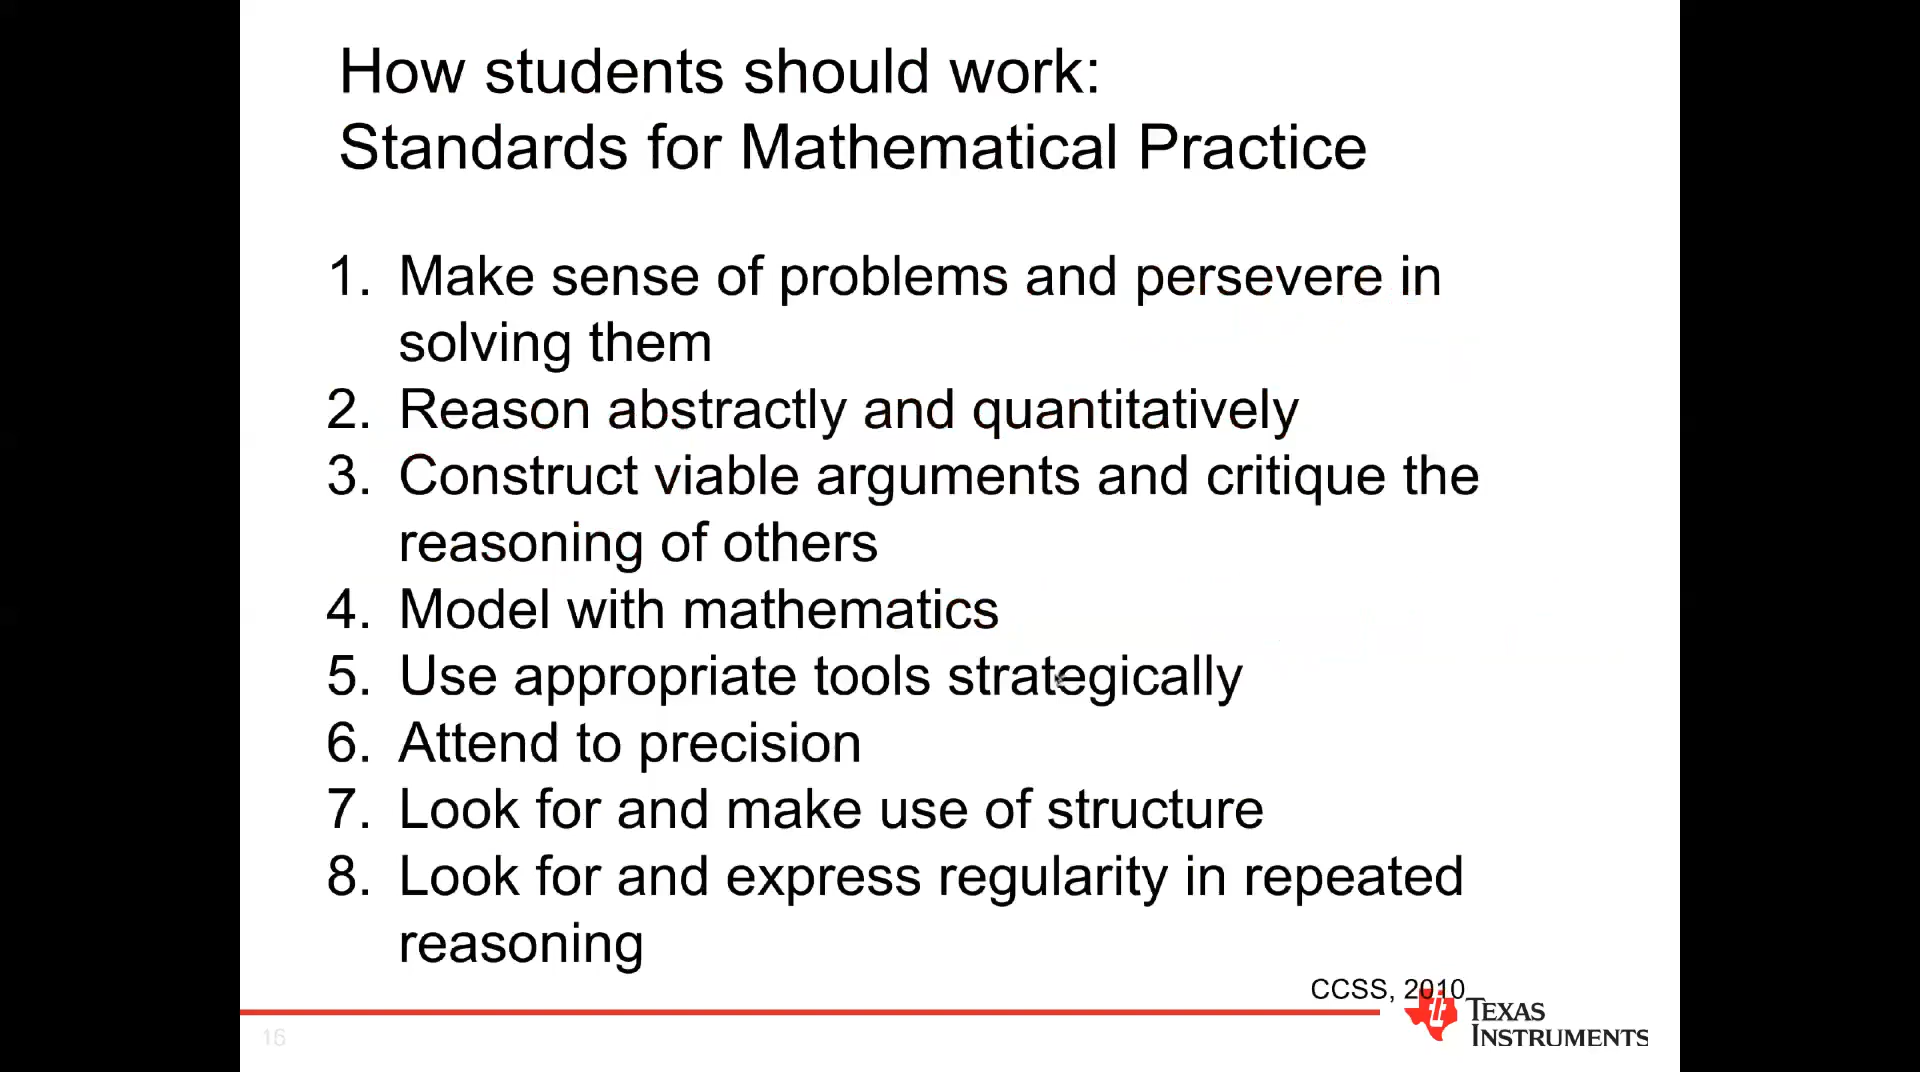 How students should work:
Standards for Mathematical Practice
1. Make sense of problems and persevere in
solving them
2. Reason abstractly and quantitatively
3. Construct viable arguments and critique the
reasoning of others
4. Model with mathematics
5. Use appropriate tools strategically
6. Attend to precision
7. Look for and make use of structure
8. Look for and express regularity in repeated
reasoning
CCSS, 2010
TEXAS
INSTRUMENTS
16